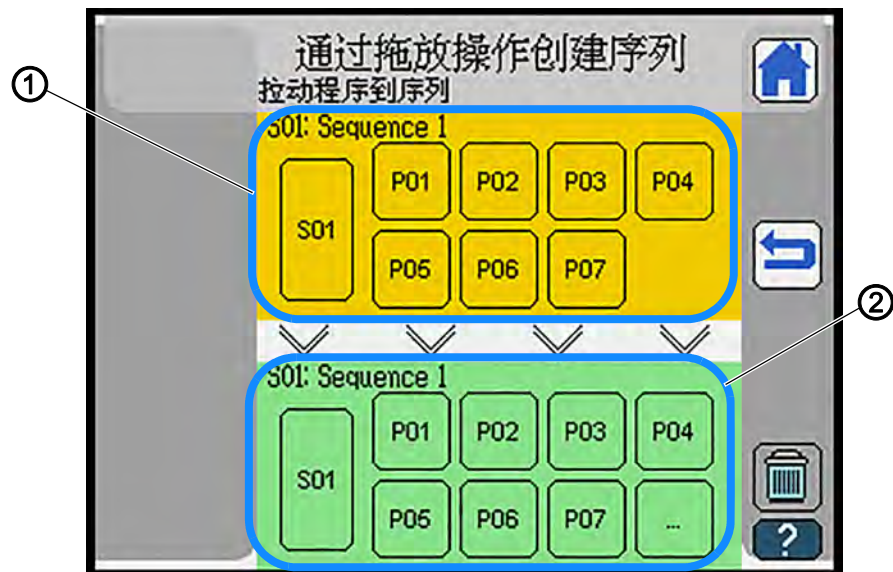 通过拖放操作创建序列
拉动程序到序列
①
S01: Sequence 1
S01
P01 P02 P03 P04
P05 P06 P07
②
S01: Sequence 1
S01
P01 P02 P03 P04
P05 P06 P07 ...
?